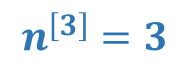 n^{[3]} = 3